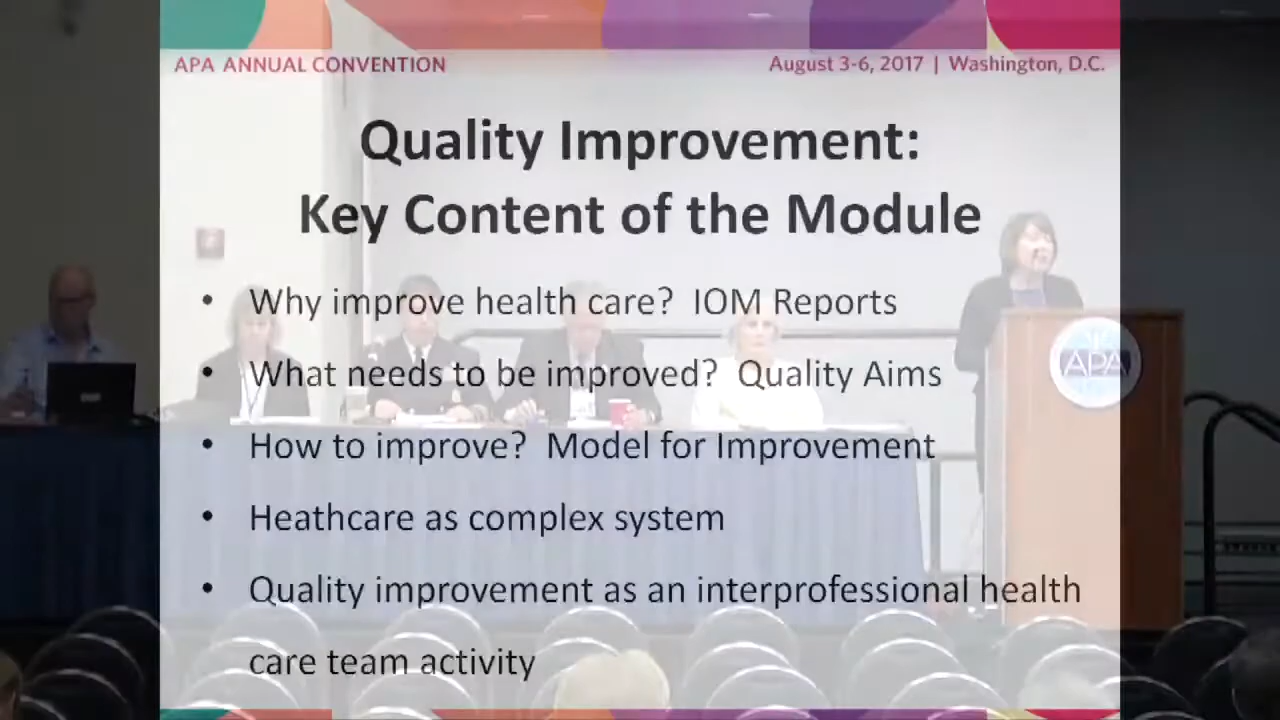 APA ANNUAL CONVENTION
August 3-6, 2017 | Washington, D.C.
Quality Improvement:
Key Content of the Module
• Why improve health care? IOM Reports
• What needs to be improved? Quality Aims
• How to improve? Model for Improvement
• Heathcare as complex system
• Quality improvement as an interprofessional health
care team activity
APA